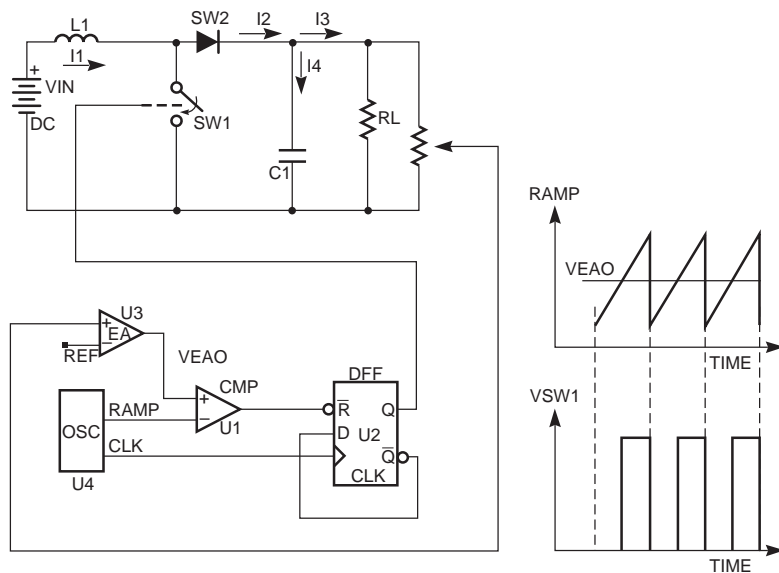 SW2
L1
I2
I3
I1
I4
+
VIN
DC
SW1
RL
C1
RAMP
VEAO
TIME
U3
+
EA
–
REF
VEAO
DFF
CMP
+
–
U1
R
Q
D
U2
Q
CLK
OSC
RAMP
CLK
U4
VSW1
TIME